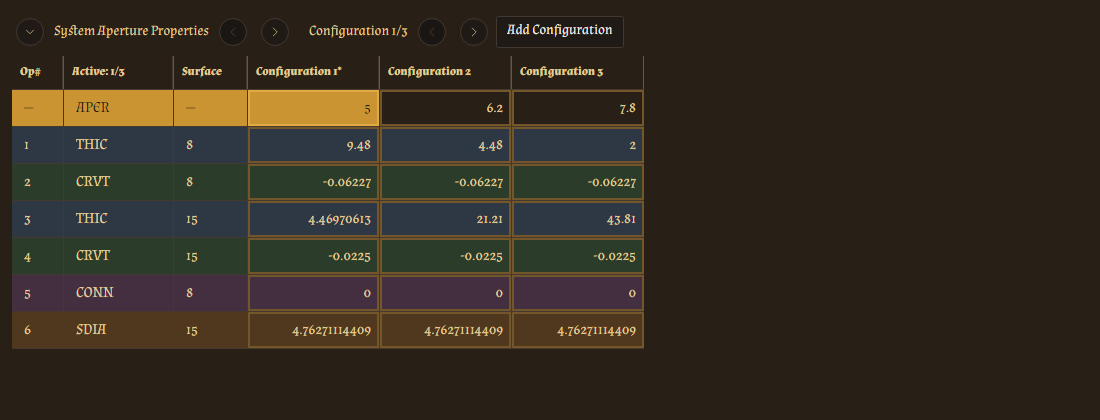 System Aperture Properties Configuration 1/3 Add Configuration
Op# Active: 1/3 Surface Configuration 1* Configuration 2 Configuration 3
— APER — 5 6.2 7.8
1 THIC 8 9.48 4.48 2
2 CRVT 8 -0.06227 -0.06227 -0.06227
3 THIC 15 4.46970613 21.21 43.81
4 CRVT 15 -0.0225 -0.0225 -0.0225
5 CONN 8 0 0 0
6 SDIA 15 4.76271114409 4.76271114409 4.76271114409